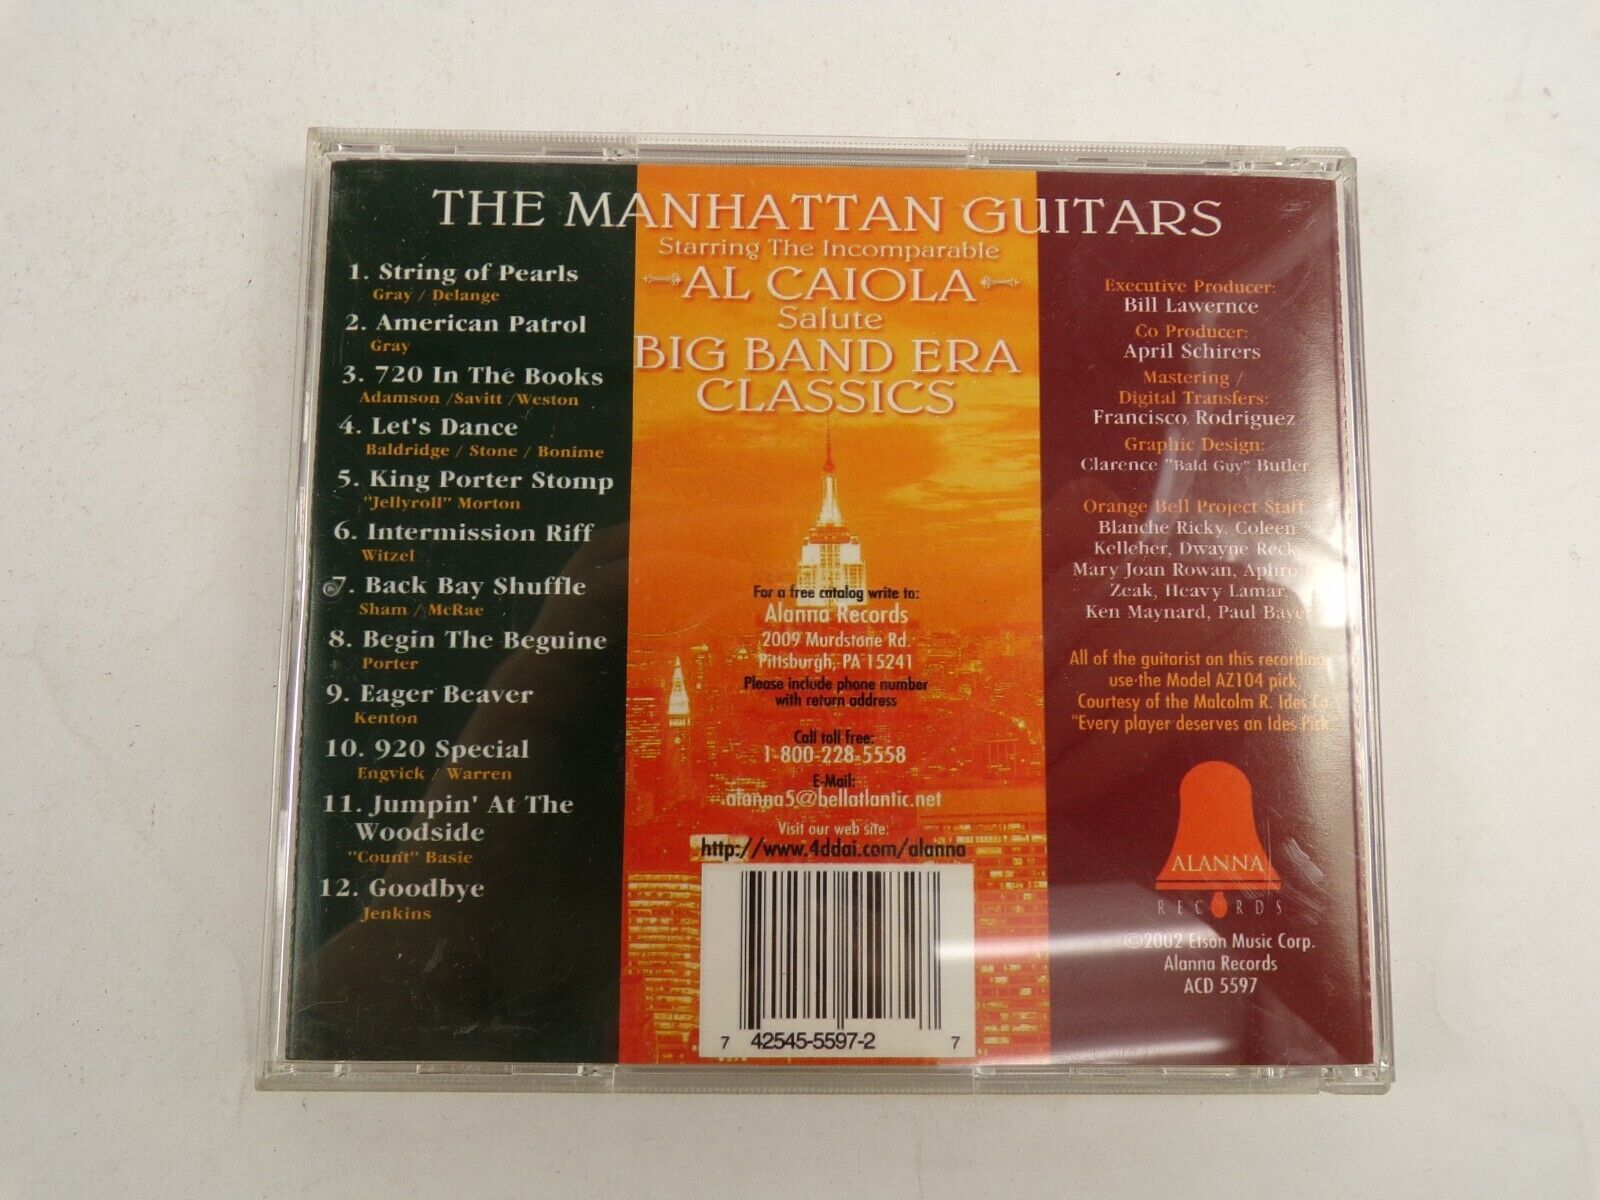 THE MANHATTAN GUITARS
Starring The Incomparable
AL CAIOLA
Salute
BIG BAND ERA
CLASSICS
1. String of Pearls
Gray / Delange
2. American Patrol
Gray
3. 720 In The Books
Adamson /Savitt /Weston
4. Let's Dance
Baldridge / Stone / Bonime
5. King Porter Stomp
"Jellyroll" Morton
6. Intermission Riff
Witzel
7. Back Bay Shuffle
Sham / McRae
8. Begin The Beguine
Porter
9. Eager Beaver
Kenton
10. 920 Special
Engvick / Warren
11. Jumpin' At The
Woodside
"Count" Basie
12. Goodbye
Jenkins
For a free catalog write to:
Alanna Records
2009 Murdstone Rd.
Pittsburgh, PA 15241
Please include phone number
with return address
Call toll free:
1-800-228-5558
E-Mail:
alanna5@bellatlantic.net
Visit our web site:
http://www.4ddai.com/alanna
7 42545-5597-2 7
Executive Producer:
Bill Lawernce
Co Producer:
April Schirers
Mastering /
Digital Transfers:
Francisco Rodriguez
Graphic Design:
Clarence "Bald Guy" Butler
Orange Bell Project Staff
Blanche Ricky, Coleen
Kelleher, Dwayne
Mary Joan Rowan,
Zeak, Heavy Lamar,
Ken Maynard, Paul
All of the guitarist on this recording
use the Model AZ104 pick,
Courtesy of the Malcolm R. Ides Co
"Every player deserves an Ides Pick"
ALANNA
RECORDS
©2002 Etson Music Corp.
Alanna Records
ACD 5597